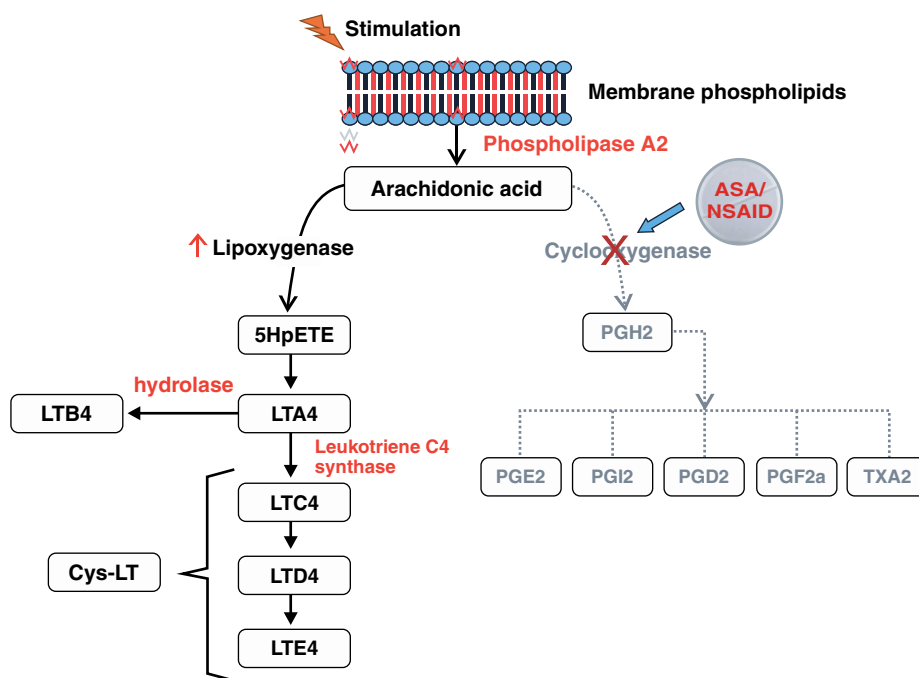 Stimulation
Membrane phospholipids
Phospholipase A2
Arachidonic acid
ASA/
NSAID
↑ Lipoxygenase
Cyclooxygenase
5HpETE
PGH2
hydrolase
LTB4
LTA4
Leukotriene C4
synthase
PGE2
PGI2
PGD2
PGF2a
TXA2
LTC4
Cys-LT
LTD4
LTE4